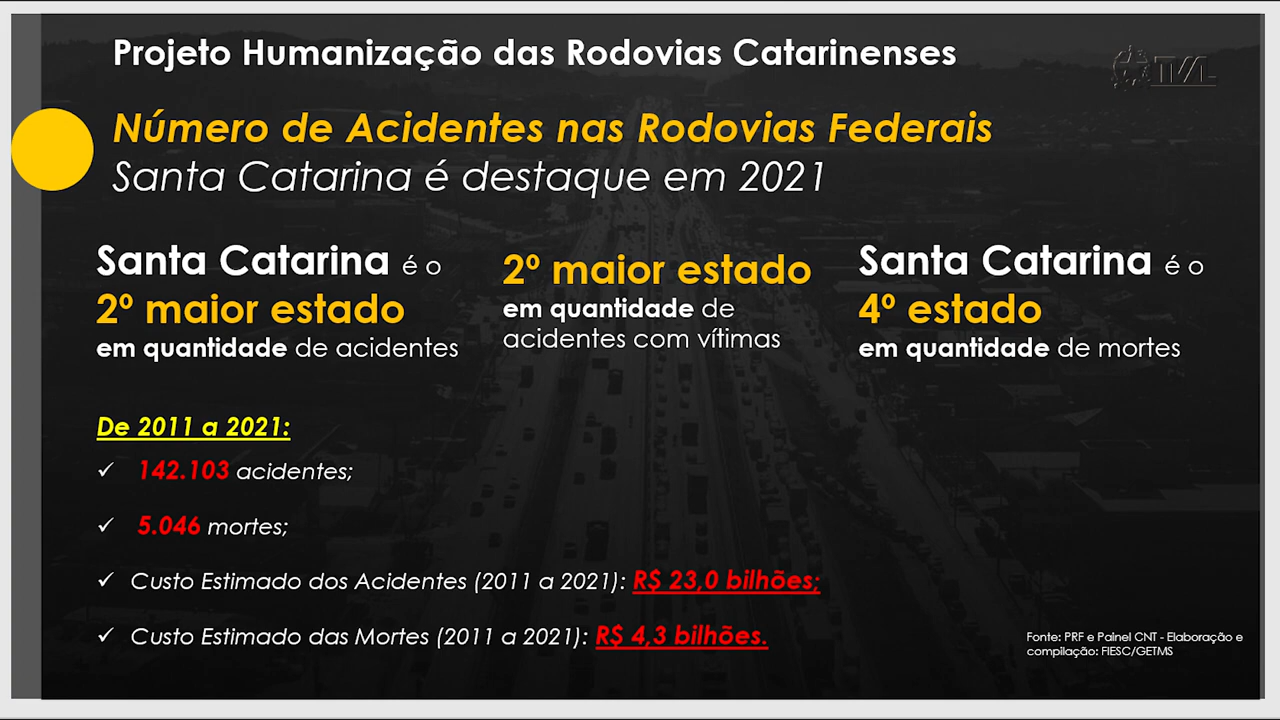 Projeto Humanização das Rodovias Catarinenses
TVAL
Número de Acidentes nas Rodovias Federais
Santa Catarina é destaque em 2021
Santa Catarina é o
2º maior estado
em quantidade de acidentes
2º maior estado
em quantidade de
acidentes com vítimas
Santa Catarina é o
4º estado
em quantidade de mortes
De 2011 a 2021:
✓ 142.103 acidentes;
✓ 5.046 mortes;
✓ Custo Estimado dos Acidentes (2011 a 2021): R$ 23,0 bilhões;
✓ Custo Estimado das Mortes (2011 a 2021): R$ 4,3 bilhões.
Fonte: PRF e Painel CNT - Elaboração e
compilação: FIESC/GETMS